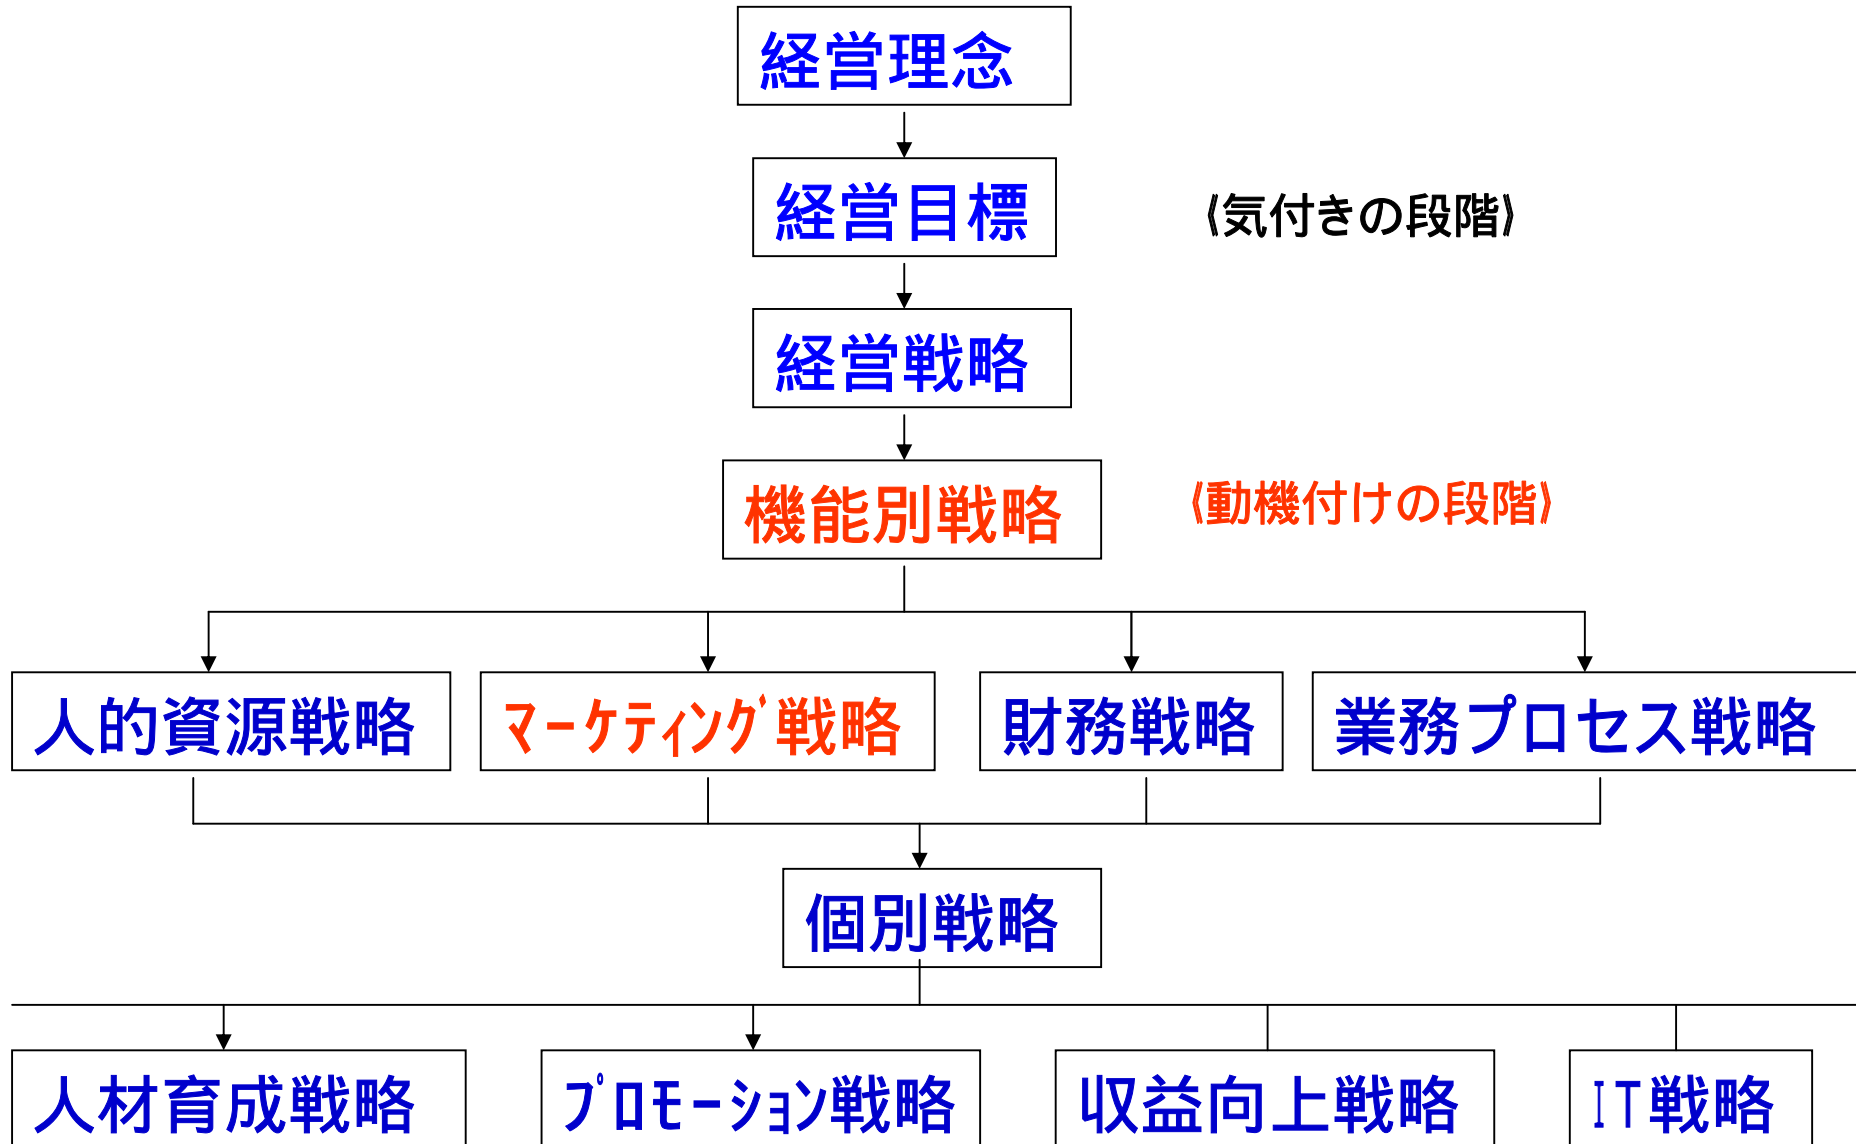 経営理念
経営目標
《気付きの段階》
経営戦略
機能別戦略
《動機付けの段階》
人的資源戦略
ﾏｰｹﾃｨﾝｸﾞ戦略
財務戦略
業務プロセス戦略
個別戦略
人材育成戦略
ﾌﾟﾛﾓｰｼｮﾝ戦略
収益向上戦略
IT戦略